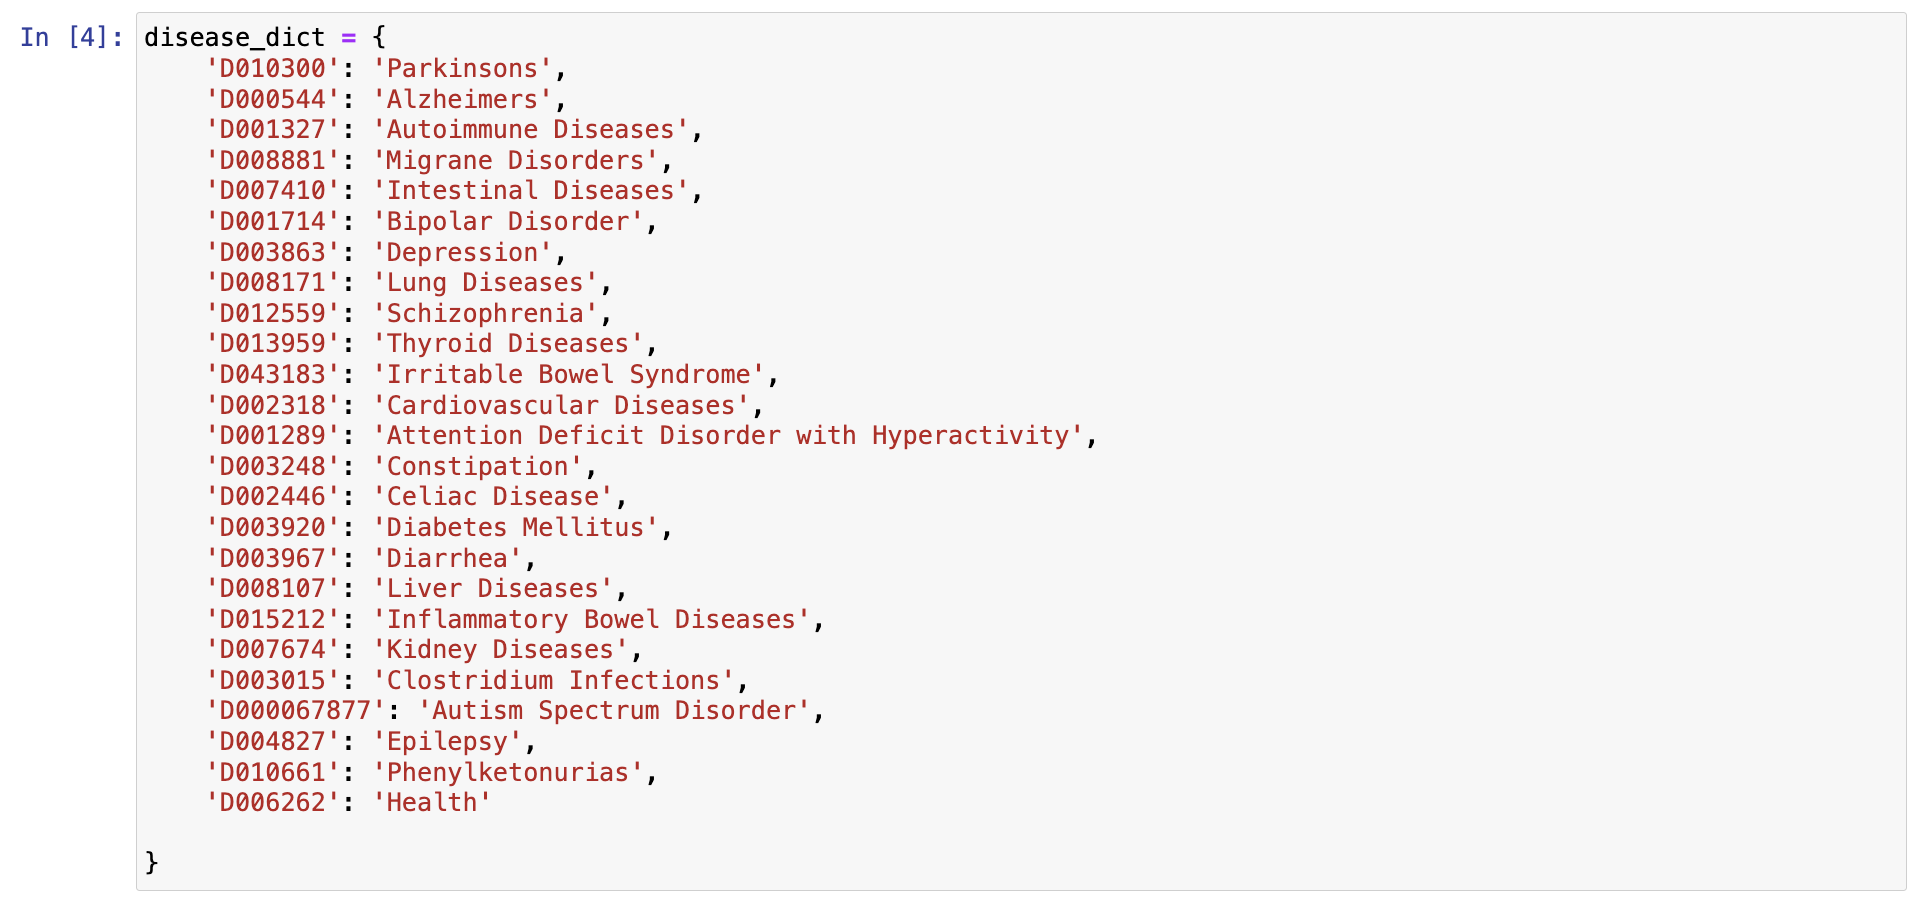 In [4]: disease_dict = {
'D010300': 'Parkinsons',
'D000544': 'Alzheimers',
'D001327': 'Autoimmune Diseases',
'D008881': 'Migrane Disorders',
'D007410': 'Intestinal Diseases',
'D001714': 'Bipolar Disorder',
'D003863': 'Depression',
'D008171': 'Lung Diseases',
'D012559': 'Schizophrenia',
'D013959': 'Thyroid Diseases',
'D043183': 'Irritable Bowel Syndrome',
'D002318': 'Cardiovascular Diseases',
'D001289': 'Attention Deficit Disorder with Hyperactivity',
'D003248': 'Constipation',
'D002446': 'Celiac Disease',
'D003920': 'Diabetes Mellitus',
'D003967': 'Diarrhea',
'D008107': 'Liver Diseases',
'D015212': 'Inflammatory Bowel Diseases',
'D007674': 'Kidney Diseases',
'D003015': 'Clostridium Infections',
'D000067877': 'Autism Spectrum Disorder',
'D004827': 'Epilepsy',
'D010661': 'Phenylketonurias',
'D006262': 'Health'
}